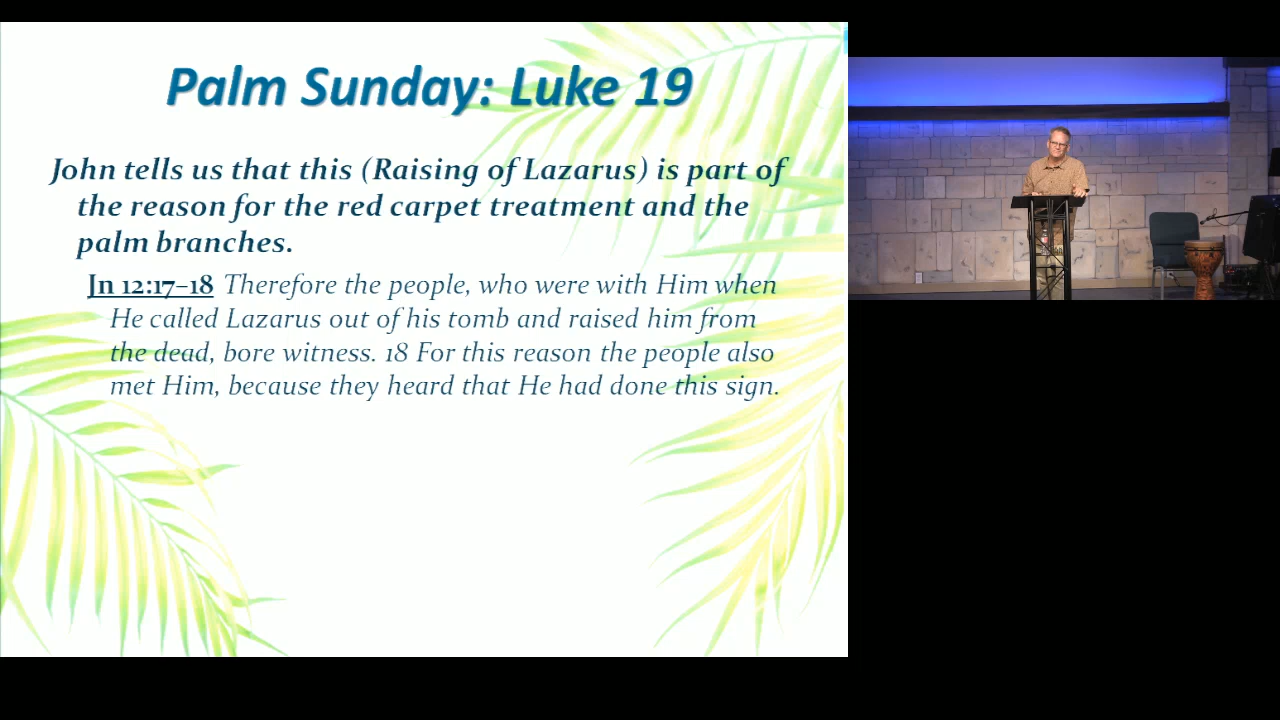 Palm Sunday: Luke 19
John tells us that this (Raising of Lazarus) is part of
the reason for the red carpet treatment and the
palm branches.
Jn 12:17–18 Therefore the people, who were with Him when
He called Lazarus out of his tomb and raised him from
the dead, bore witness. 18 For this reason the people also
met Him, because they heard that He had done this sign.